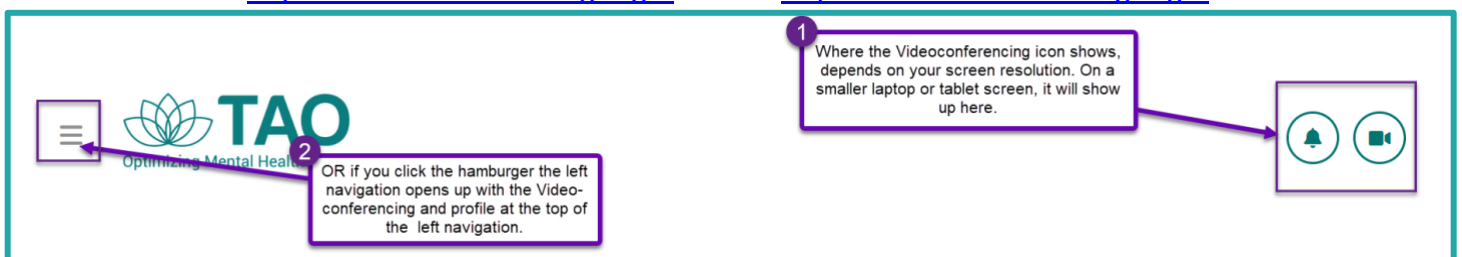 1
Where the Videoconferencing icon shows,
depends on your screen resolution. On a
smaller laptop or tablet screen, it will show
up here.
TAO
Optimizing Mental
2
OR if you click the hamburger the left
navigation opens up with the Video-
conferencing and profile at the top of
the left navigation.